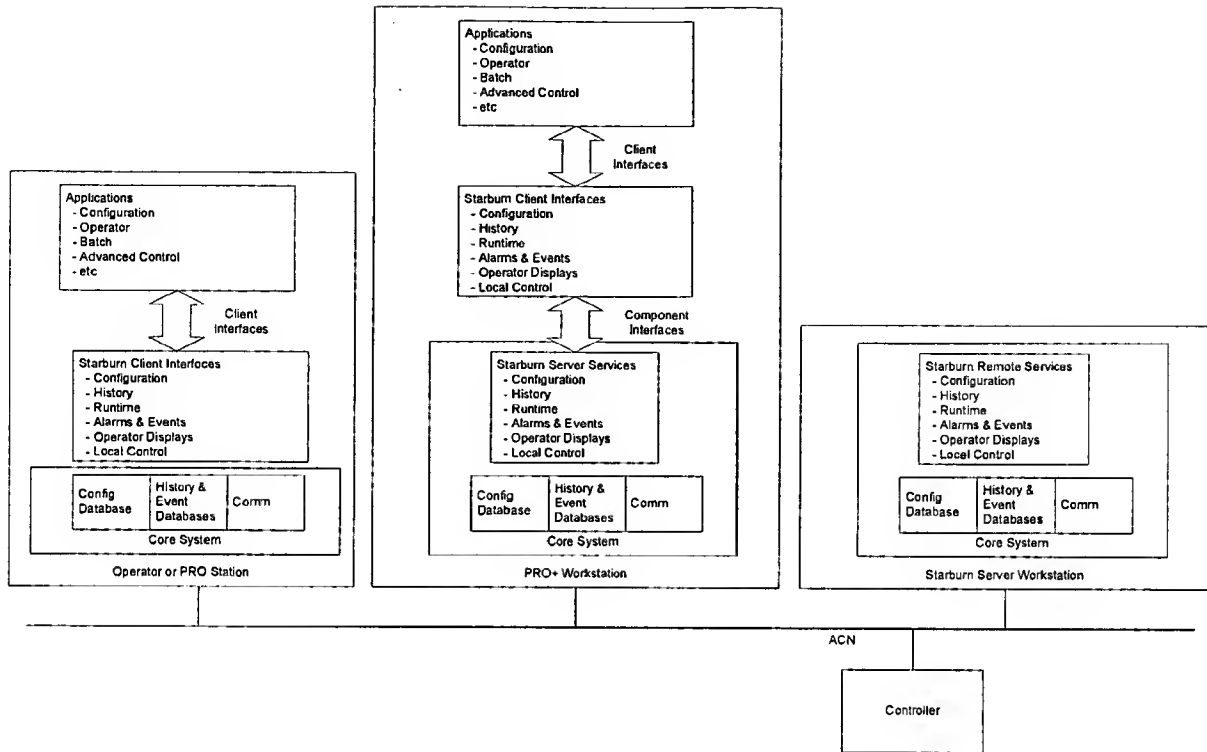 Applications
- Configuration
- Operator
- Batch
- Advanced Control
- etc
Client
Interfaces
Starburn Client Interfaces
- Configuration
- History
- Runtime
- Alarms & Events
- Operator Displays
- Local Control
Config
Database
History &
Event
Databases
Comm
Core System
Operator or PRO Station
Applications
- Configuration
- Operator
- Batch
- Advanced Control
- etc
Client
Interfaces
Starburn Client Interfaces
- Configuration
- History
- Runtime
- Alarms & Events
- Operator Displays
- Local Control
Component
Interfaces
Starburn Server Services
- Configuration
- History
- Runtime
- Alarms & Events
- Operator Displays
- Local Control
Config
Database
History &
Event
Databases
Comm
Core System
PRO+ Workstation
Starburn Remote Services
- Configuration
- History
- Runtime
- Alarms & Events
- Operator Displays
- Local Control
Config
Database
History &
Event
Databases
Comm
Core System
Starburn Server Workstation
ACN
Controller